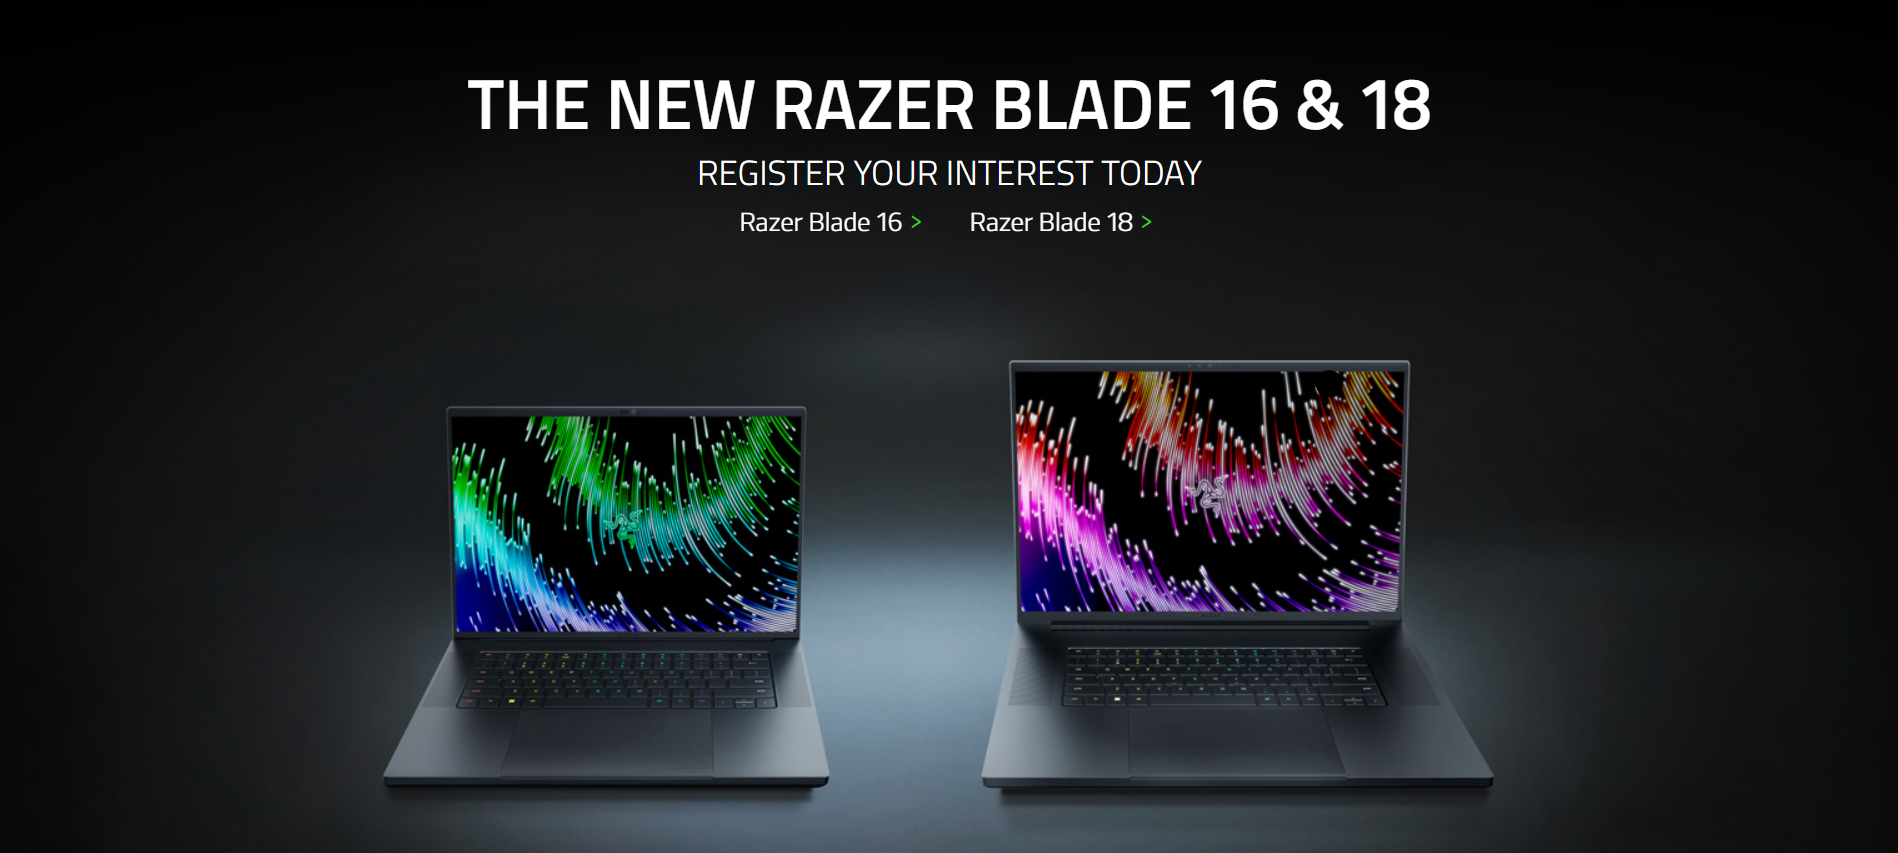 THE NEW RAZER BLADE 16 & 18
REGISTER YOUR INTEREST TODAY
Razer Blade 16 >
Razer Blade 18 >